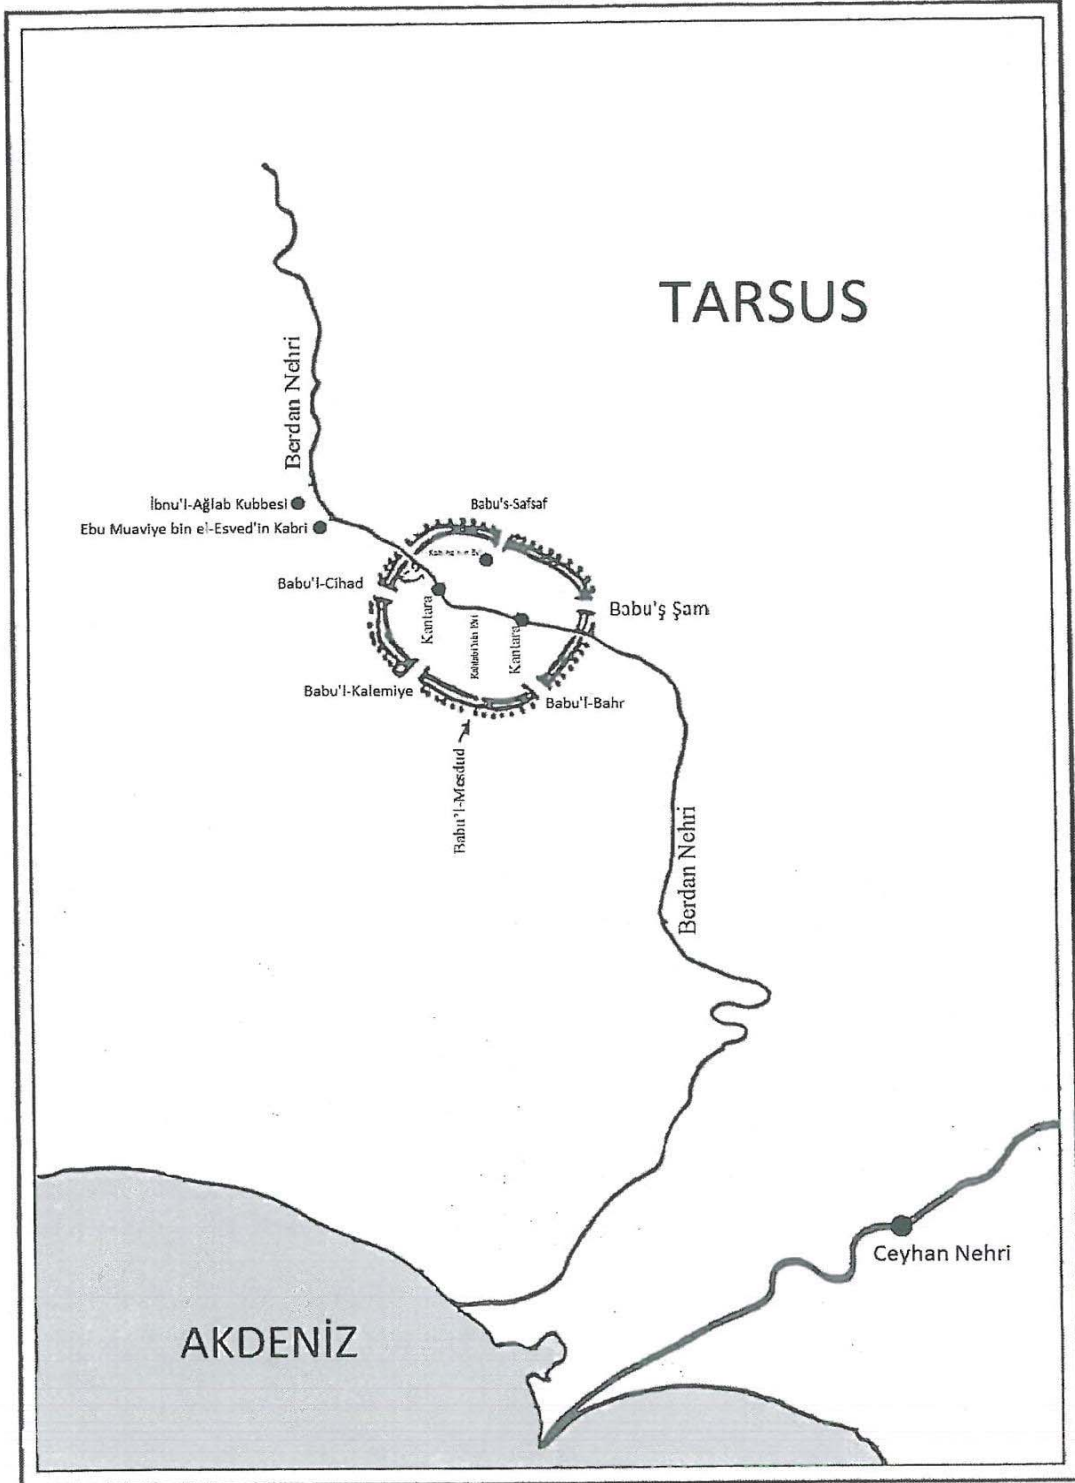 TARSUS
Berdan Nehri
İbnu'l-Ağlab Kubbesi
Ebu Muaviye bin el-Esved'in Kabri
Babu's-Safsaf
Babu'l-Cihad
Babu'ş Şam
Kantara
Kantara
Babu'l-Kalemiye
Babu'l-Bahr
Babu'l-Mesdud
Berdan Nehri
Ceyhan Nehri
AKDENİZ